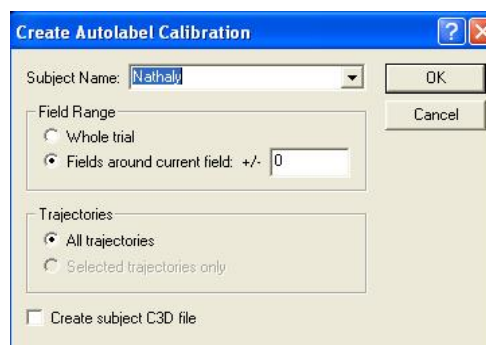 Create Autolabel Calibration
Subject Name: Nathaly
OK
Cancel
Field Range
Whole trial
Fields around current field: +/- 0
Trajectories
All trajectories
Selected trajectories only
Create subject C3D file